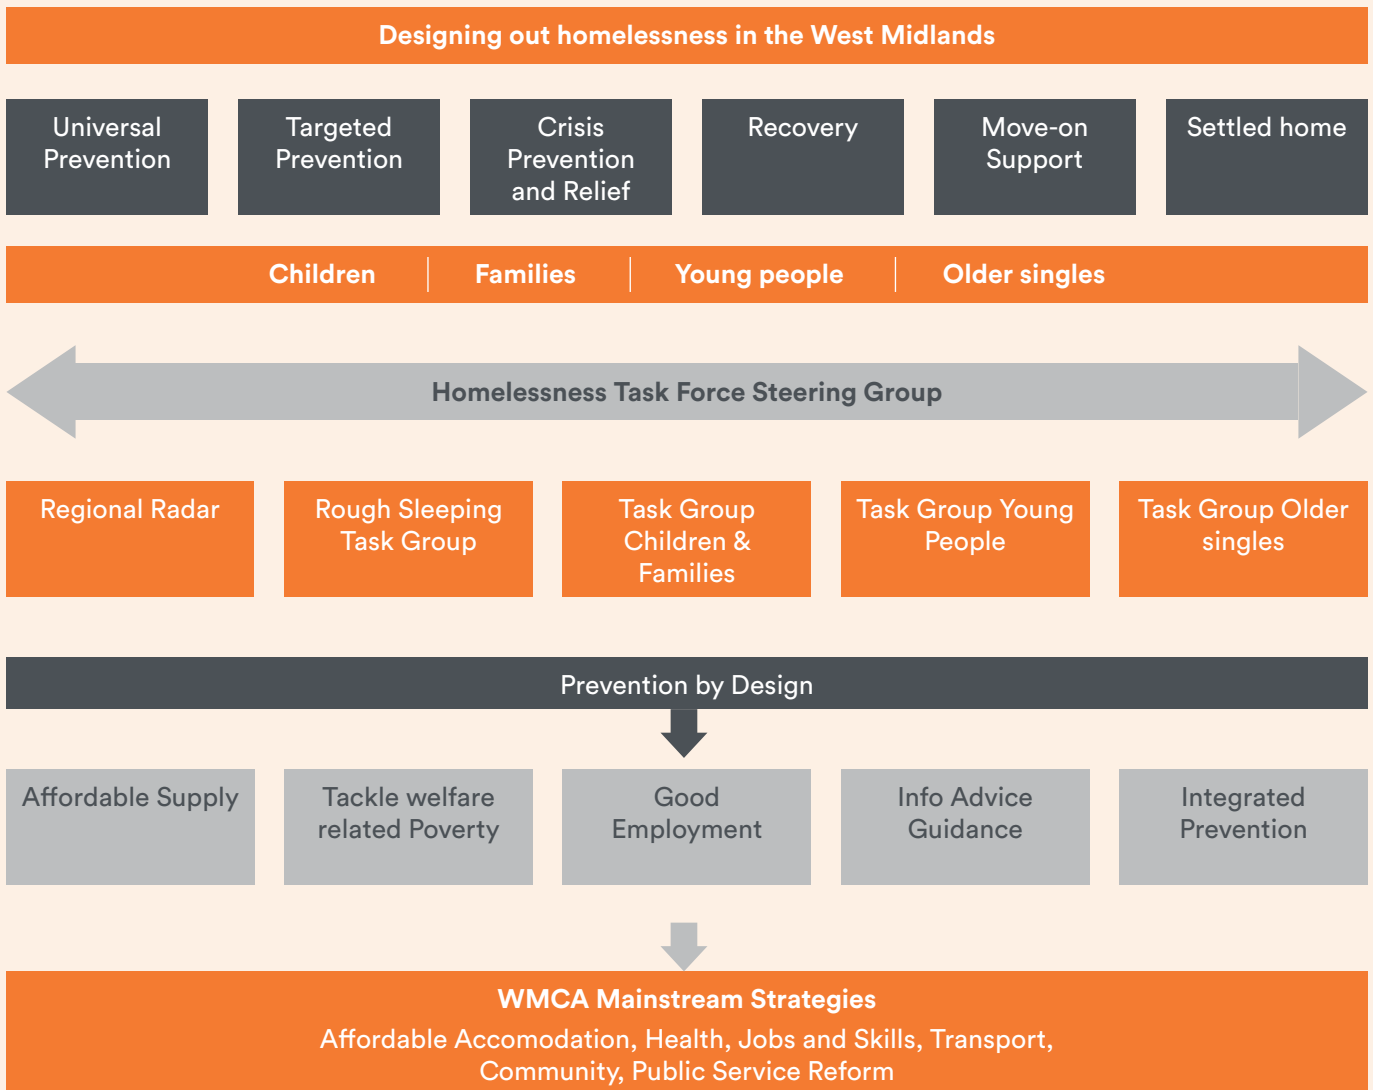 Designing out homelessness in the West Midlands
Universal
Prevention
Targeted
Prevention
Crisis
Prevention
and Relief
Recovery
Move-on
Support
Settled home
Children
Families
Young people
Older singles
Homelessness Task Force Steering Group
Regional Radar
Rough Sleeping
Task Group
Task Group
Children &
Families
Task Group Young
People
Task Group Older
singles
Prevention by Design
Affordable Supply
Tackle welfare
related Poverty
Good
Employment
Info Advice
Guidance
Integrated
Prevention
WMCA Mainstream Strategies
Affordable Accomodation, Health, Jobs and Skills, Transport,
Community, Public Service Reform